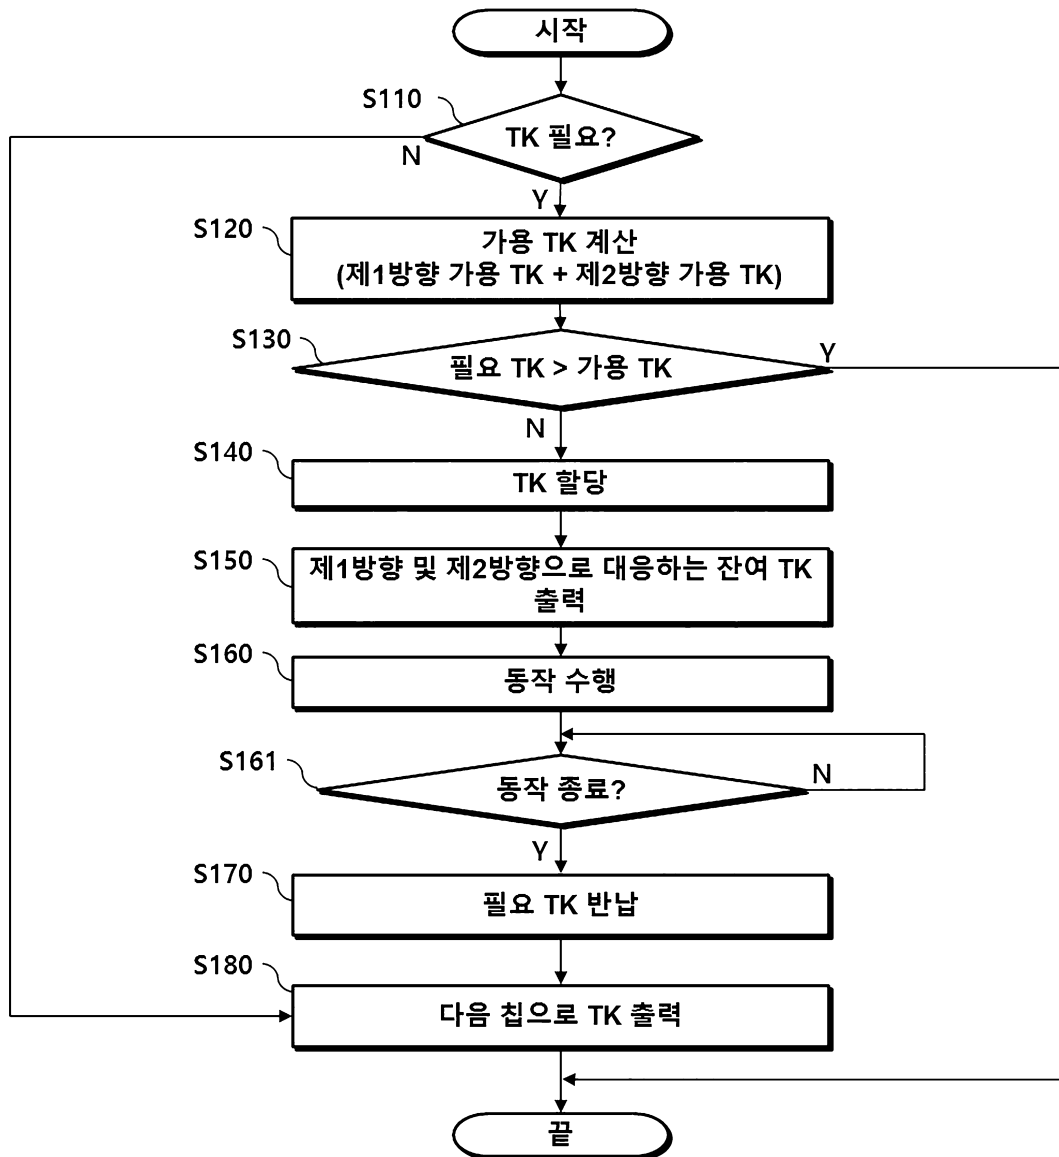 시작
S110
TK 필요?
N
Y
S120
가용 TK 계산
(제1방향 가용 TK + 제2방향 가용 TK)
S130
필요 TK > 가용 TK
Y
N
S140
TK 할당
S150
제1방향 및 제2방향으로 대응하는 잔여 TK
출력
S160
동작 수행
S161
동작 종료?
N
Y
S170
필요 TK 반납
S180
다음 칩으로 TK 출력
끝